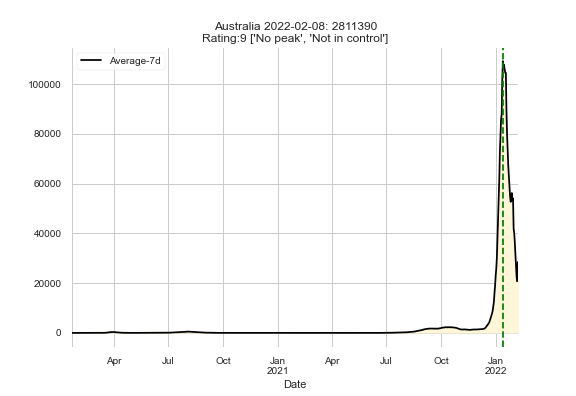 Australia 2022-02-08: 2811390
Rating:9 ['No peak', 'Not in control']
Average-7d
100000
80000
60000
40000
20000
0
Apr Jul Oct Jan Apr Jul Oct Jan
2021 2022
Date